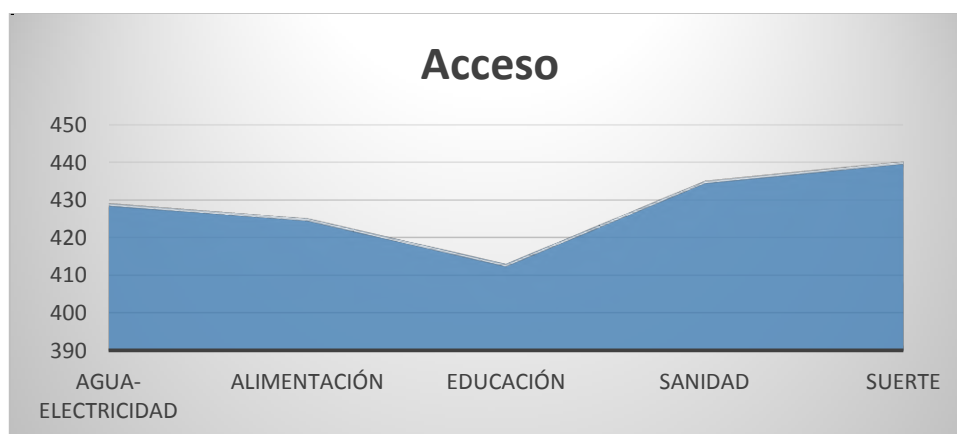 Acceso
450
440
430
420
410
400
390
AGUA-
ELECTRICIDAD
ALIMENTACIÓN
EDUCACIÓN
SANIDAD
SUERTE